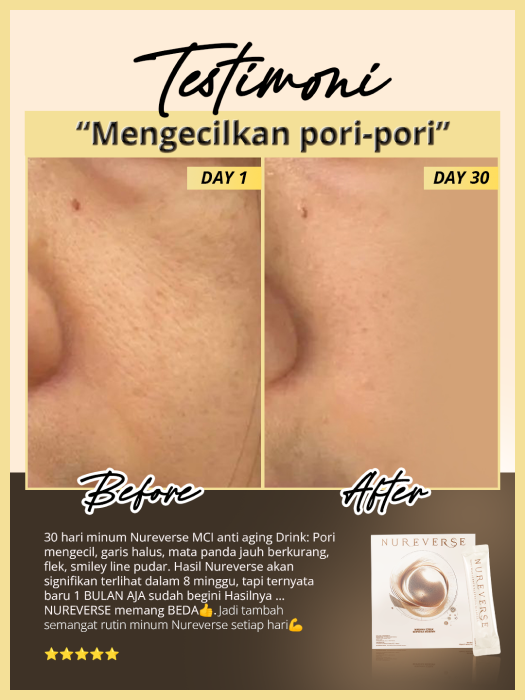 Testimoni
“Mengecilkan pori-pori”
DAY 1
DAY 30
Before
After
30 hari minum Nureverse MCI anti aging Drink: Pori
mengecil, garis halus, mata panda jauh berkurang,
flek, smiley line pudar. Hasil Nureverse akan
signifikan terlihat dalam 8 minggu, tapi ternyata
baru 1 BULAN AJA sudah begini Hasilnya ...
NUREVERSE memang BEDA👍.Jadi tambah
semangat rutin minum Nureverse setiap hari💪
⭐⭐⭐⭐⭐
NUREVERSE
NUREVERSE